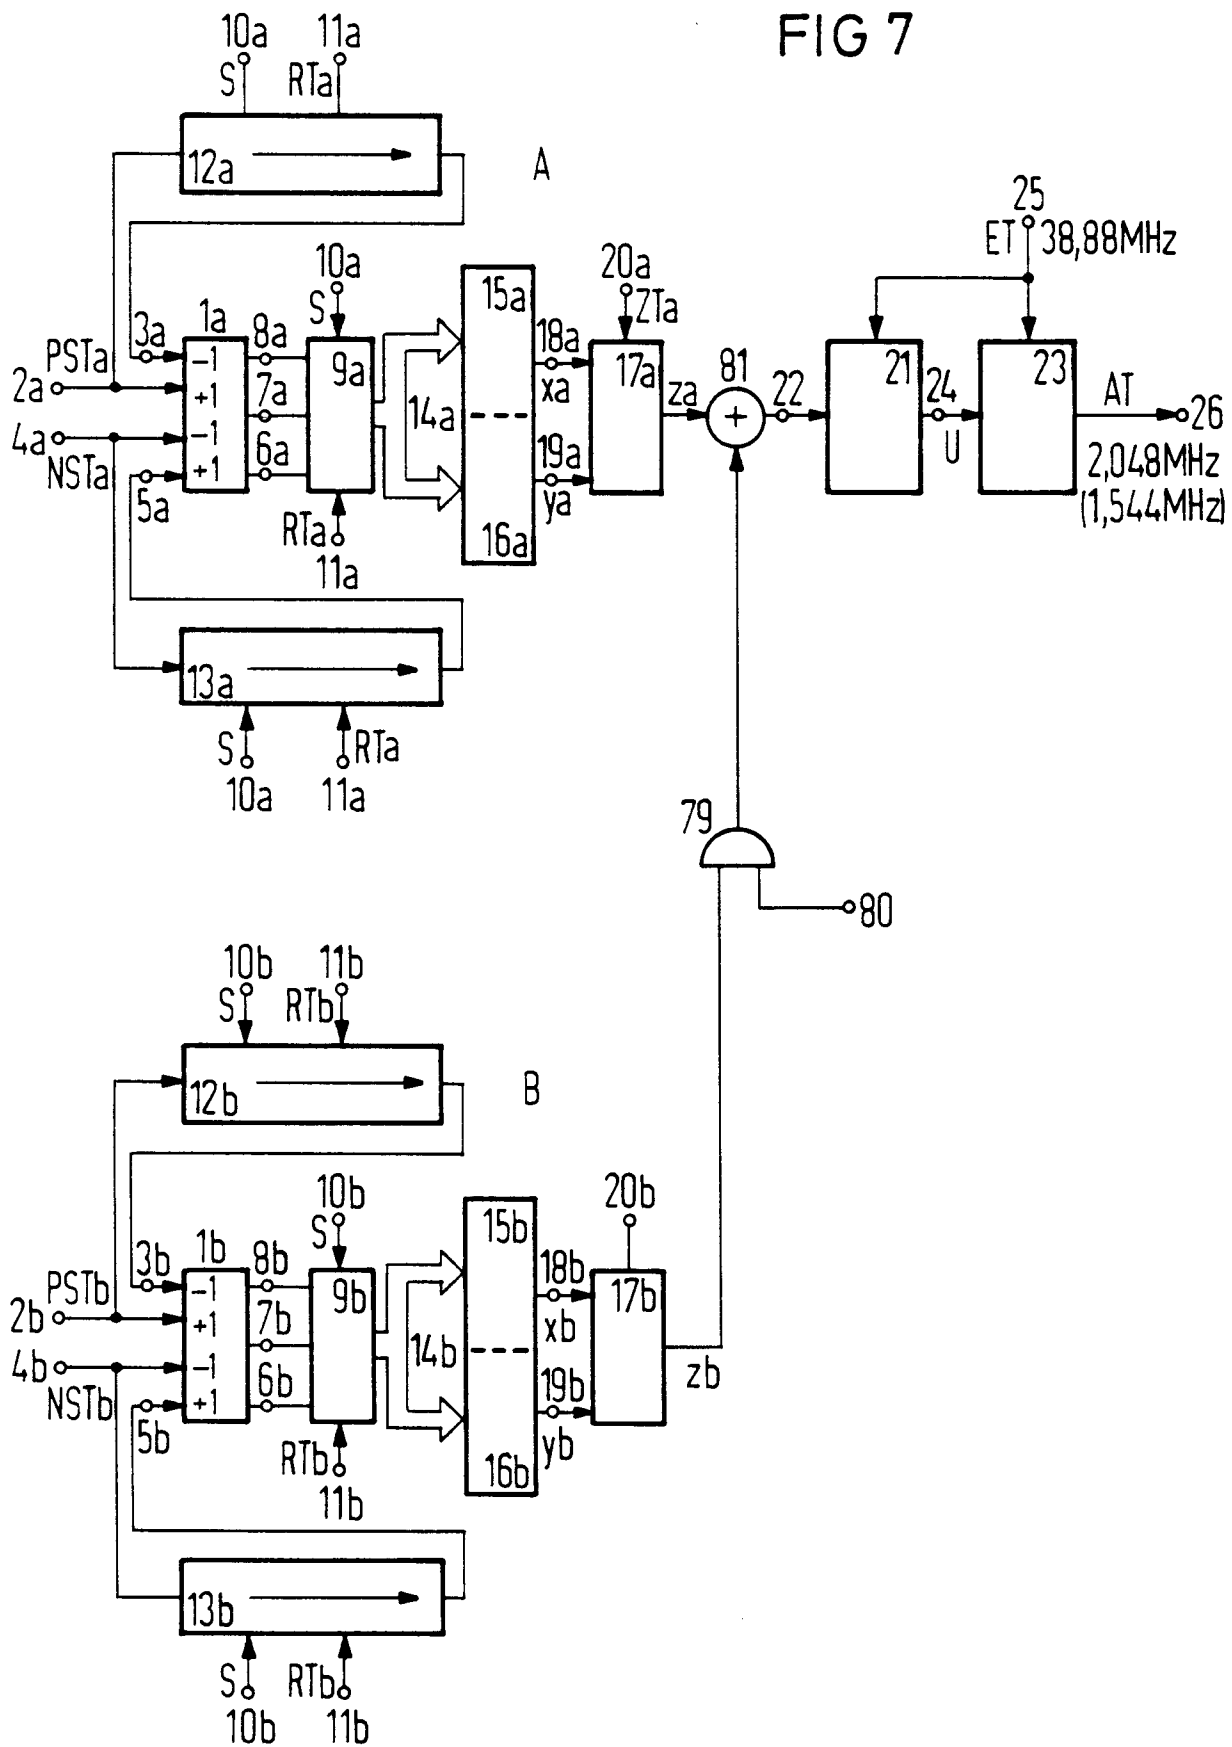 FIG 7
10a 11a
S RTa
12a
A
25
ET 38,88MHz
10a
S
20a
ZTa
3a 1a 8a
15a
18a
PSTa
-1
9a
xa
17a
81
21
23
2a
+1
7a
14a
za
+
22
24
AT
26
4a
-1
6a
19a
U
2,048MHz
NSTa
+1
ya
(1,544MHz)
5a
RTa
16a
11a
13a
S RTa
10a 11a
79
80
10b 11b
S RTb
12b
B
10b
S
20b
3b 1b 8b
15b
18b
PSTb
-1
9b
17b
2b
+1
7b
xb
4b
-1
14b
zb
NSTb
+1
6b
19b
5b
yb
RTb
16b
11b
13b
S RTb
10b 11b